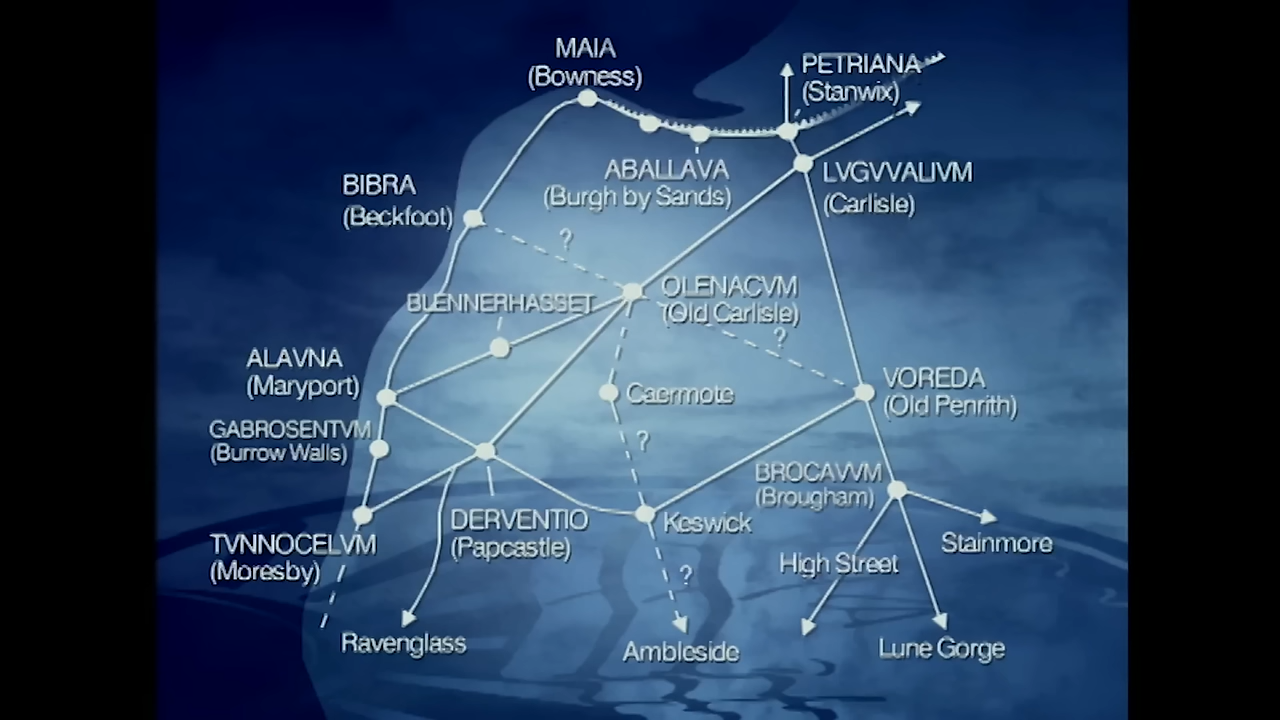 MAIA
(Bowness)
PETRIANA
(Stanwix)
ABALLAVA
(Burgh by Sands)
LVGVVALIVM
(Carlisle)
BIBRA
(Beckfoot)
?
OLENACVM
(Old Carlisle)
BLENNERHASSET
?
ALAVNA
(Maryport)
Caermote
VOREDA
(Old Penrith)
GABROSENTVM
(Burrow Walls)
?
BROCAVVM
(Brougham)
DERVENTIO
(Papcastle)
Keswick
TVNNOCELVM
(Moresby)
Stainmore
High Street
?
Ravenglass
Ambleside
Lune Gorge